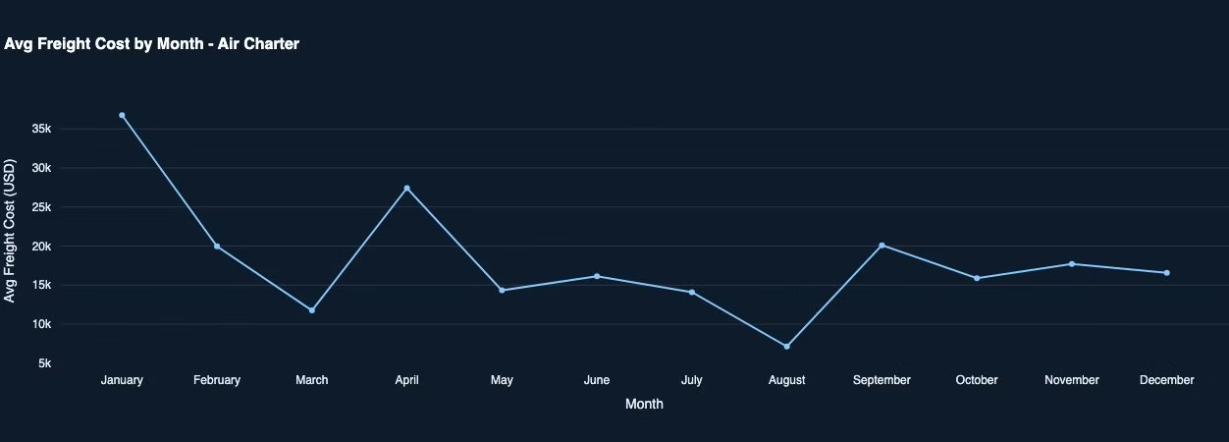 Avg Freight Cost by Month - Air Charter
Avg Freight Cost (USD)
35k
30k
25k
20k
15k
10k
5k
January February March April May June July August September October November December
Month